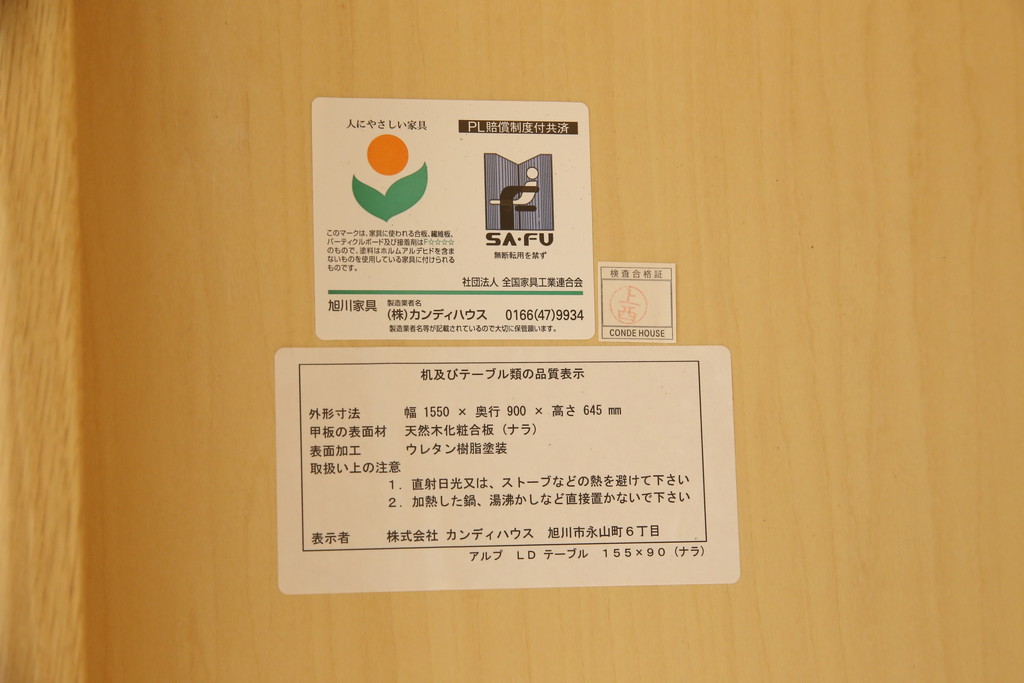 人にやさしい家具
このマークは、家具に使われる合板、繊維板、
パーティクルボード及び接着剤はF☆☆☆☆
のもので、塗料はホルムアルデヒドを含ま
ないものを使用している家具に付けられる
ものです。
PL賠償制度付共済
F
SA・FU
無断転用を禁ず
社団法人 全国家具工業連合会
旭川家具
製造業者名
(株)カンディハウス 0166(47)9934
製造業者名等が記載されているので大切に保管願います。
検査合格証
上西
CONDE HOUSE
机及びテーブル類の品質表示
外形寸法 幅 1550 × 奥行 900 × 高さ 645 mm
甲板の表面材 天然木化粧合板（ナラ）
表面加工 ウレタン樹脂塗装
取扱い上の注意
1. 直射日光又は、ストーブなどの熱を避けて下さい
2. 加熱した鍋、湯沸かしなど直接置かないで下さい
表示者 株式会社 カンディハウス 旭川市永山町６丁目
アルプ ＬＤ テーブル １５５×９０（ナラ）